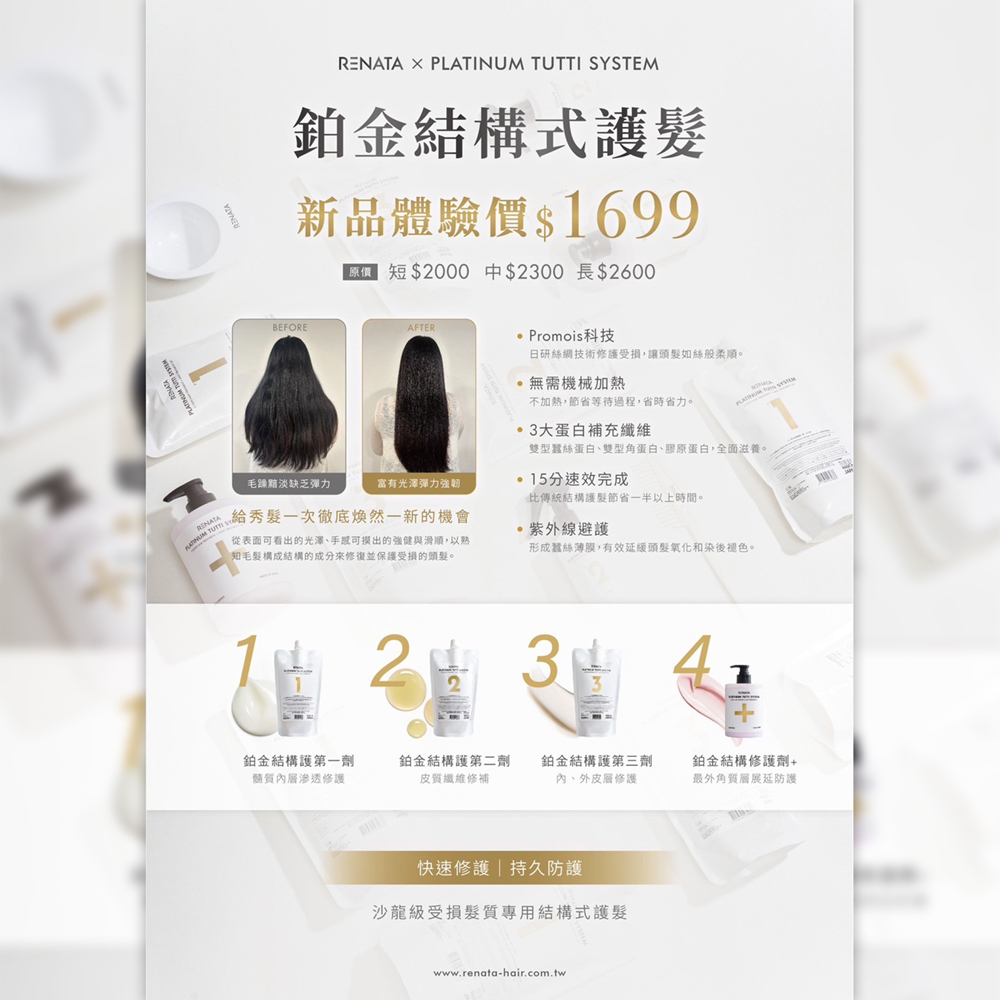 RENATA × PLATINUM TUTTI SYSTEM
鉑金結構式護髮
新品體驗價$1699
原價 短$2000 中$2300 長$2600
BEFORE
AFTER
毛躁黯淡缺乏彈力
富有光澤彈力強韌
給秀髮一次徹底煥然一新的機會
從表面可看出的光澤、手感可摸出的強健與滑順,以熟
知毛髮構成結構的成分來修復並保護受損的頭髮。
• Promois科技
日研絲綢技術修護受損,讓頭髮如絲般柔順。
• 無需機械加熱
不加熱,節省等待過程,省時省力。
• 3大蛋白補充纖維
雙型蠶絲蛋白、雙型角蛋白、膠原蛋白,全面滋養。
• 15分速效完成
比傳統結構護髮節省一半以上時間。
• 紫外線避護
形成蠶絲薄膜,有效延緩頭髮氧化和染後褪色。
RENATA
PLATINUM TUTTI SYSTEM
1
RENATA
1 2 3 4
1 2 3 +
鉑金結構護第一劑
髓質內層滲透修護
鉑金結構護第二劑
皮質纖維修補
鉑金結構護第三劑
內、外皮層修護
鉑金結構修護劑+
最外角質層展延防護
快速修護｜持久防護
沙龍級受損髮質專用結構式護髮
www.renata-hair.com.tw